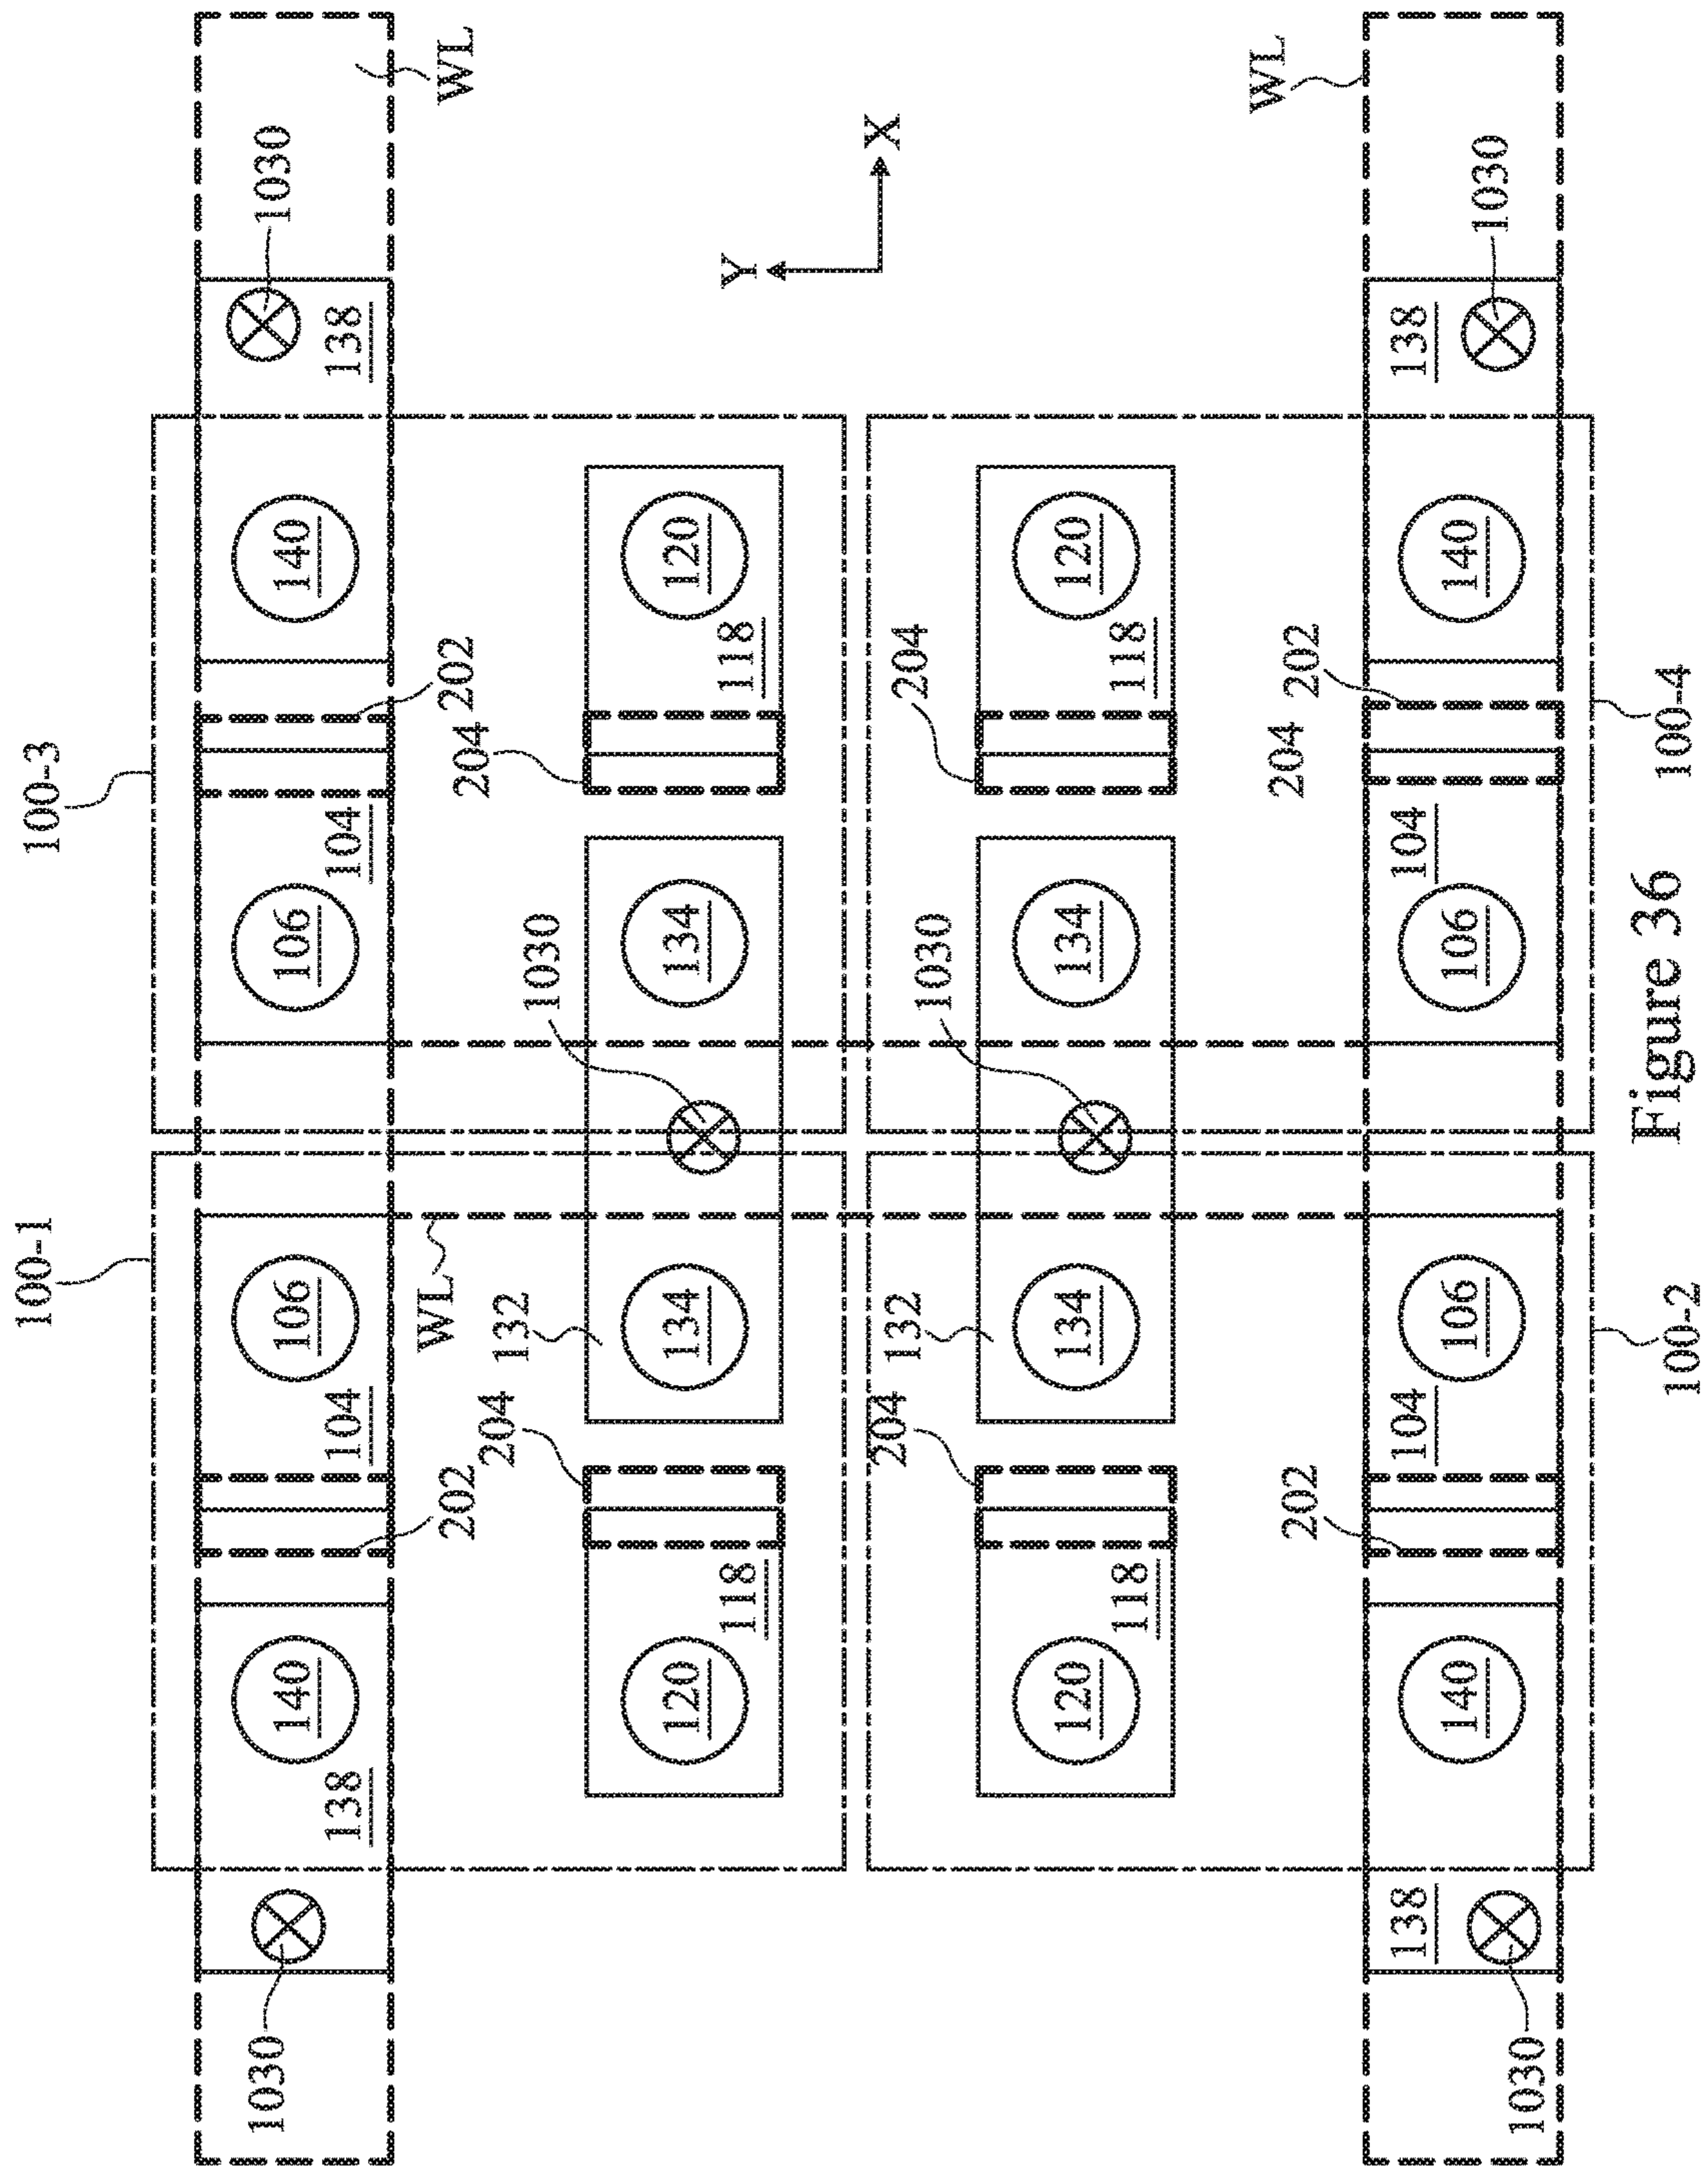 100-1 100-3
1030 140 106 106 140 1030
138 104 104 138
202 WL 202 WL
204 132 1030 204
120 134 134 120
118 118 Y
204 132 1030 204 X
120 134 134 120
118 118
202 204 202 WL
138 104 104 138
140 106 106 140 1030
1030
100-2 100-4
Figure 36